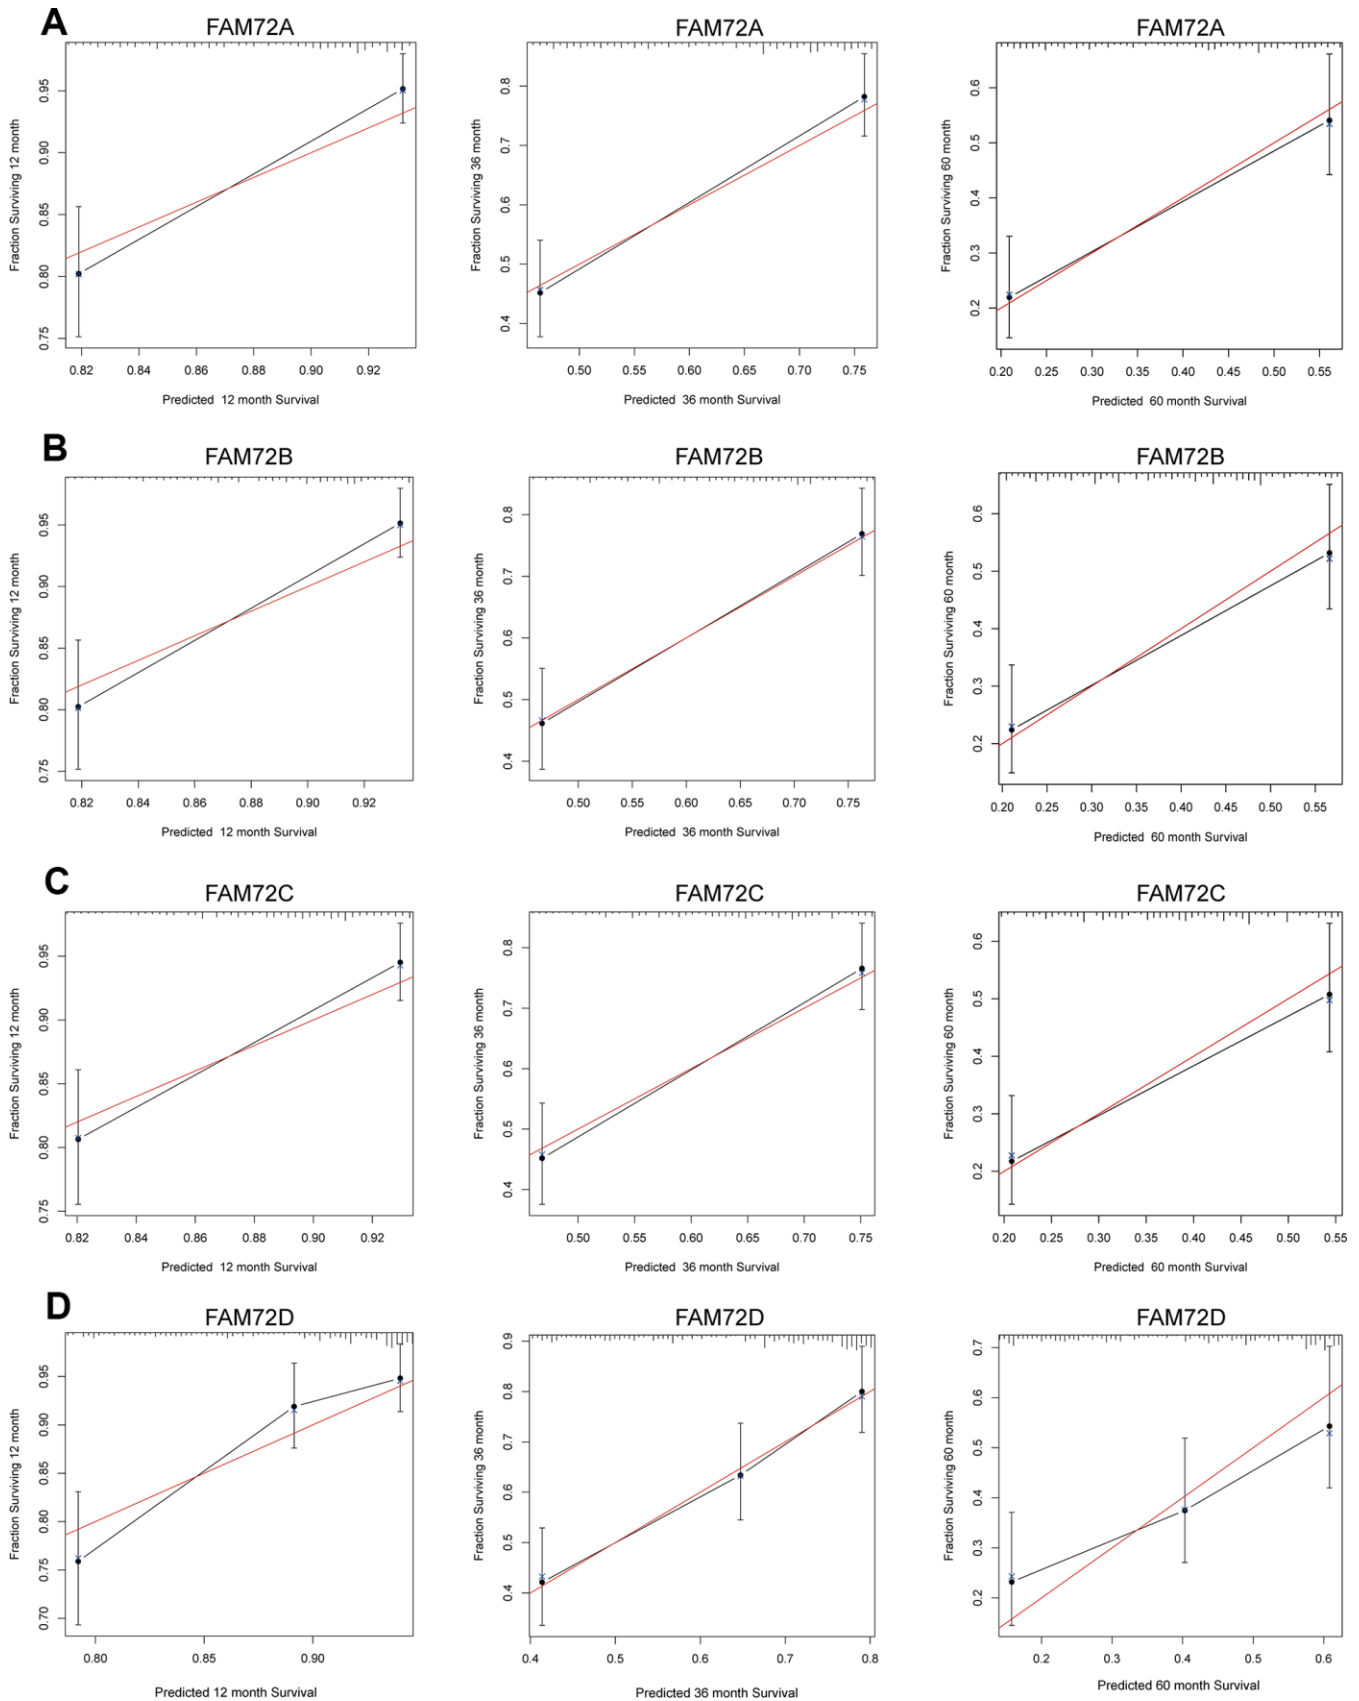 A
FAM72A
FAM72A
FAM72A
Fraction Surviving 12 month
0.75 0.80 0.85 0.90 0.95
0.82 0.84 0.86 0.88 0.90 0.92
Predicted 12 month Survival
Fraction Surviving 36 month
0.4 0.5 0.6 0.7 0.8
0.50 0.55 0.60 0.65 0.70 0.75
Predicted 36 month Survival
Fraction Surviving 60 month
0.2 0.3 0.4 0.5 0.6
0.20 0.25 0.30 0.35 0.40 0.45 0.50 0.55
Predicted 60 month Survival
B
FAM72B
FAM72B
FAM72B
Fraction Surviving 12 month
0.75 0.80 0.85 0.90 0.95
0.82 0.84 0.86 0.88 0.90 0.92
Predicted 12 month Survival
Fraction Surviving 36 month
0.4 0.5 0.6 0.7 0.8
0.50 0.55 0.60 0.65 0.70 0.75
Predicted 36 month Survival
Fraction Surviving 60 month
0.2 0.3 0.4 0.5 0.6
0.20 0.25 0.30 0.35 0.40 0.45 0.50 0.55
Predicted 60 month Survival
C
FAM72C
FAM72C
FAM72C
Fraction Surviving 12 month
0.75 0.80 0.85 0.90 0.95
0.82 0.84 0.86 0.88 0.90 0.92
Predicted 12 month Survival
Fraction Surviving 36 month
0.4 0.5 0.6 0.7 0.8
0.50 0.55 0.60 0.65 0.70 0.75
Predicted 36 month Survival
Fraction Surviving 60 month
0.2 0.3 0.4 0.5 0.6
0.20 0.25 0.30 0.35 0.40 0.45 0.50 0.55
Predicted 60 month Survival
D
FAM72D
FAM72D
FAM72D
Fraction Surviving 12 month
0.70 0.75 0.80 0.85 0.90 0.95
0.80 0.85 0.90
Predicted 12 month Survival
Fraction Surviving 36 month
0.4 0.5 0.6 0.7 0.8 0.9
0.4 0.5 0.6 0.7 0.8
Predicted 36 month Survival
Fraction Surviving 60 month
0.2 0.3 0.4 0.5 0.6 0.7
0.2 0.3 0.4 0.5 0.6
Predicted 60 month Survival